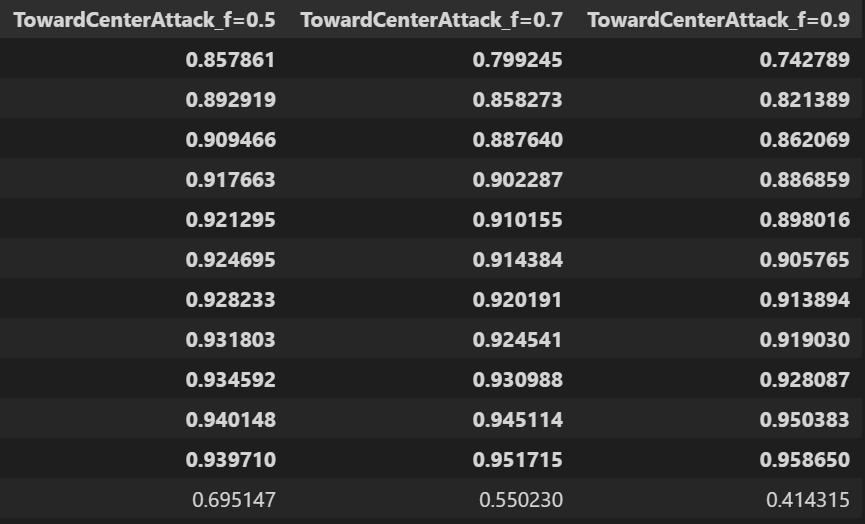 TowardCenterAttack_f=0.5 TowardCenterAttack_f=0.7 TowardCenterAttack_f=0.9
0.857861 0.799245 0.742789
0.892919 0.858273 0.821389
0.909466 0.887640 0.862069
0.917663 0.902287 0.886859
0.921295 0.910155 0.898016
0.924695 0.914384 0.905765
0.928233 0.920191 0.913894
0.931803 0.924541 0.919030
0.934592 0.930988 0.928087
0.940148 0.945114 0.950383
0.939710 0.951715 0.958650
0.695147 0.550230 0.414315